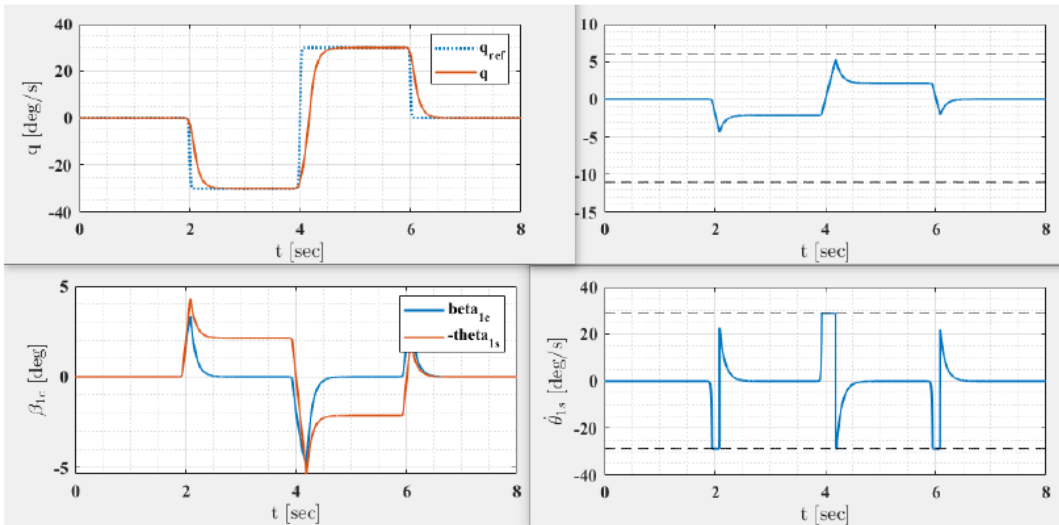 40
20
0
-20
-40
q [deg/s]
q_ref
q
0 2 4 6 8
t [sec]
10
5
0
-5
-10
-15
0 2 4 6 8
t [sec]
5
0
-5
β_1c [deg]
beta_1c
-theta_1s
0 2 4 6 8
t [sec]
40
20
0
-20
-40
θ̇_1s [deg/s]
0 2 4 6 8
t [sec]